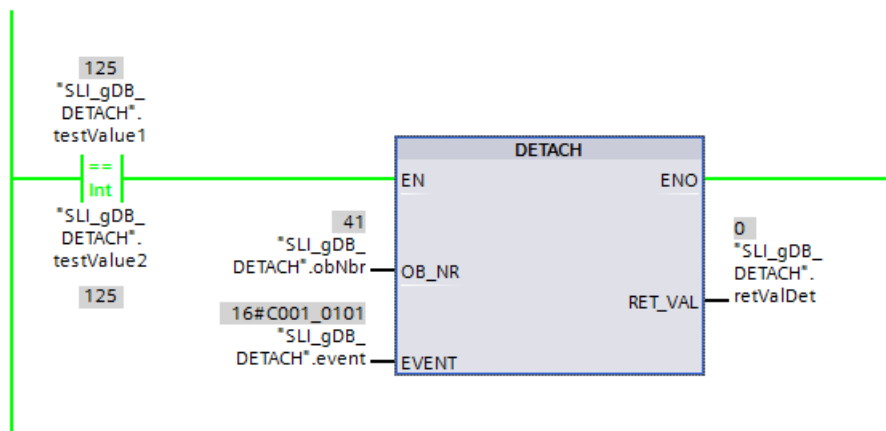 125
"SLI_gDB_
DETACH".
testValue1
==
Int
"SLI_gDB_
DETACH".
testValue2
125
DETACH
EN
ENO
41
"SLI_gDB_
DETACH".obNbr
OB_NR
16#C001_0101
"SLI_gDB_
DETACH".event
EVENT
0
"SLI_gDB_
DETACH".
retValDet
RET_VAL